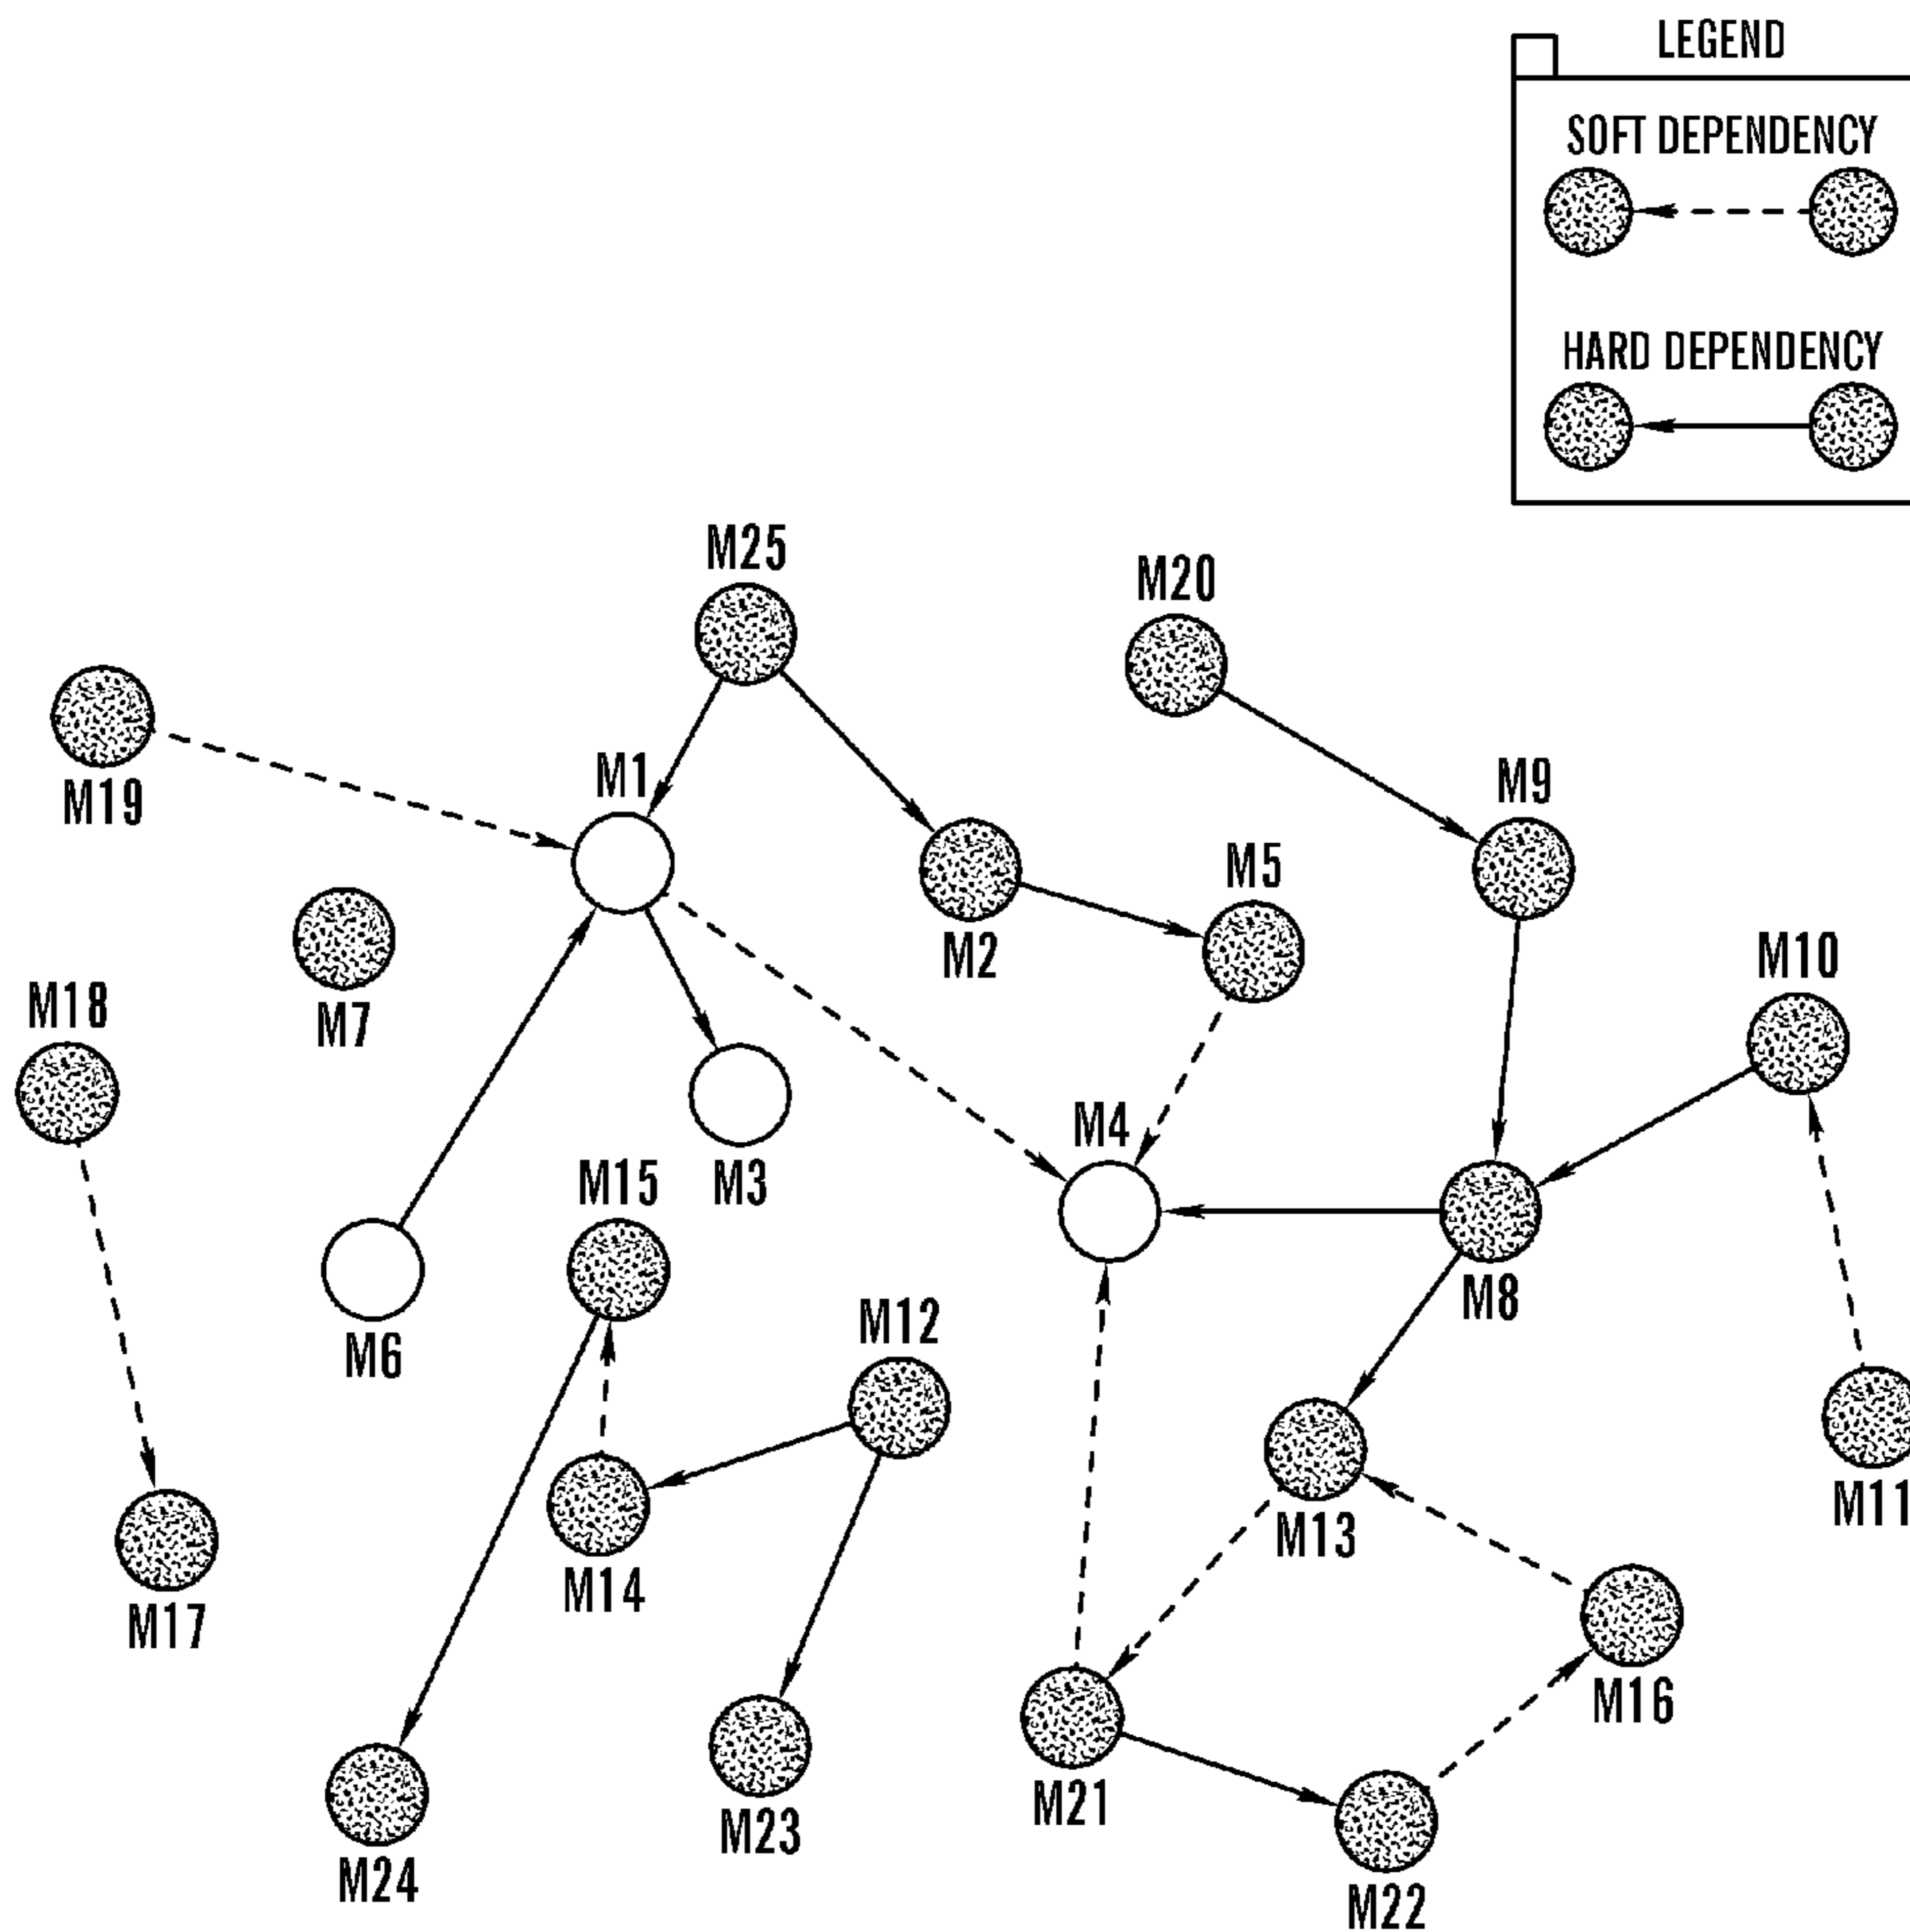 LEGEND
SOFT DEPENDENCY
HARD DEPENDENCY
M25
M20
M19
M1
M9
M5
M2
M10
M7
M18
M4
M15
M3
M8
M12
M6
M11
M13
M14
M17
M16
M21
M23
M24
M22